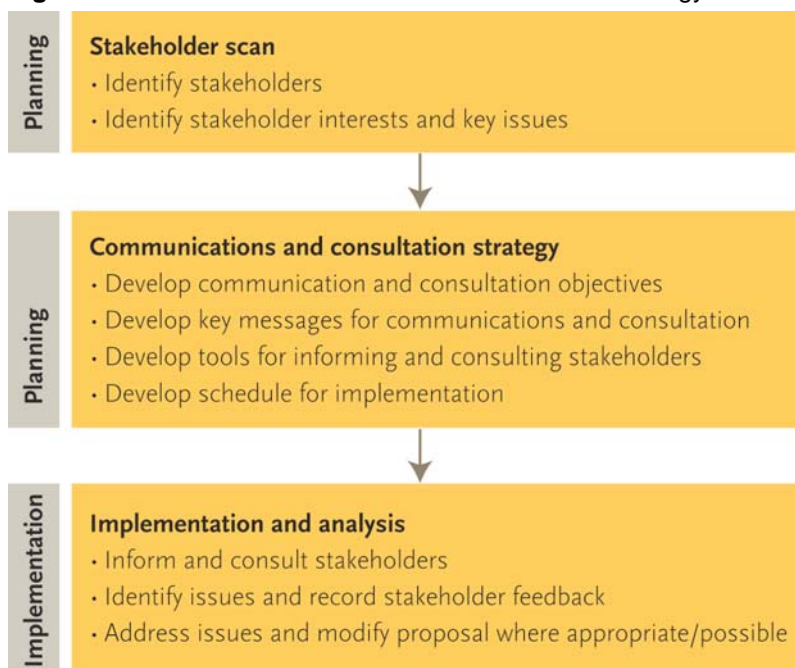 Planning
Stakeholder scan
· Identify stakeholders
· Identify stakeholder interests and key issues
Planning
Communications and consultation strategy
· Develop communication and consultation objectives
· Develop key messages for communications and consultation
· Develop tools for informing and consulting stakeholders
· Develop schedule for implementation
Implementation
Implementation and analysis
· Inform and consult stakeholders
· Identify issues and record stakeholder feedback
· Address issues and modify proposal where appropriate/possible